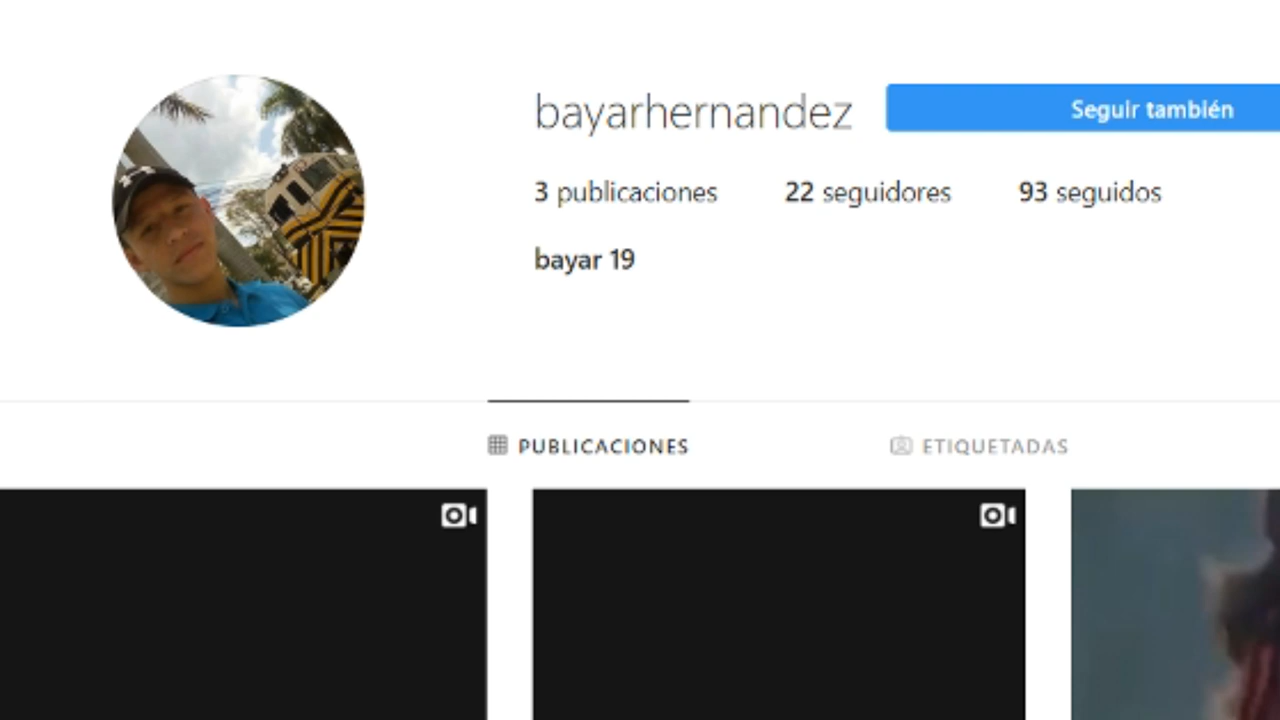 bayarhernandez Seguir también
3 publicaciones 22 seguidores 93 seguidos
bayar 19
PUBLICACIONES ETIQUETADAS